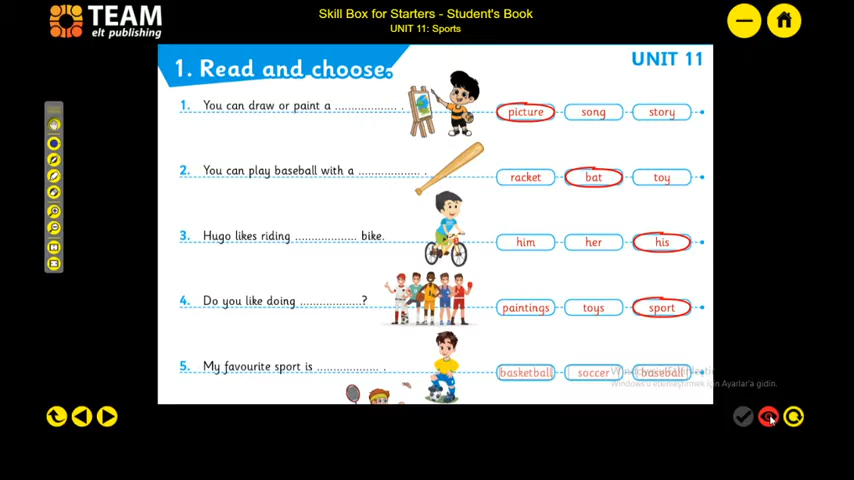 TEAM
elt publishing
Skill Box for Starters - Student's Book
UNIT 11: Sports
1. Read and choose.
UNIT 11
1. You can draw or paint a ................... .
picture song story
2. You can play baseball with a ................... .
racket bat toy
3. Hugo likes riding ................... bike.
him her his
4. Do you like doing ...................?
paintings toys sport
5. My favourite sport is ................... .
basketball soccer baseball
Windows'u etkinleştirmek için Ayarlar'a gidin.